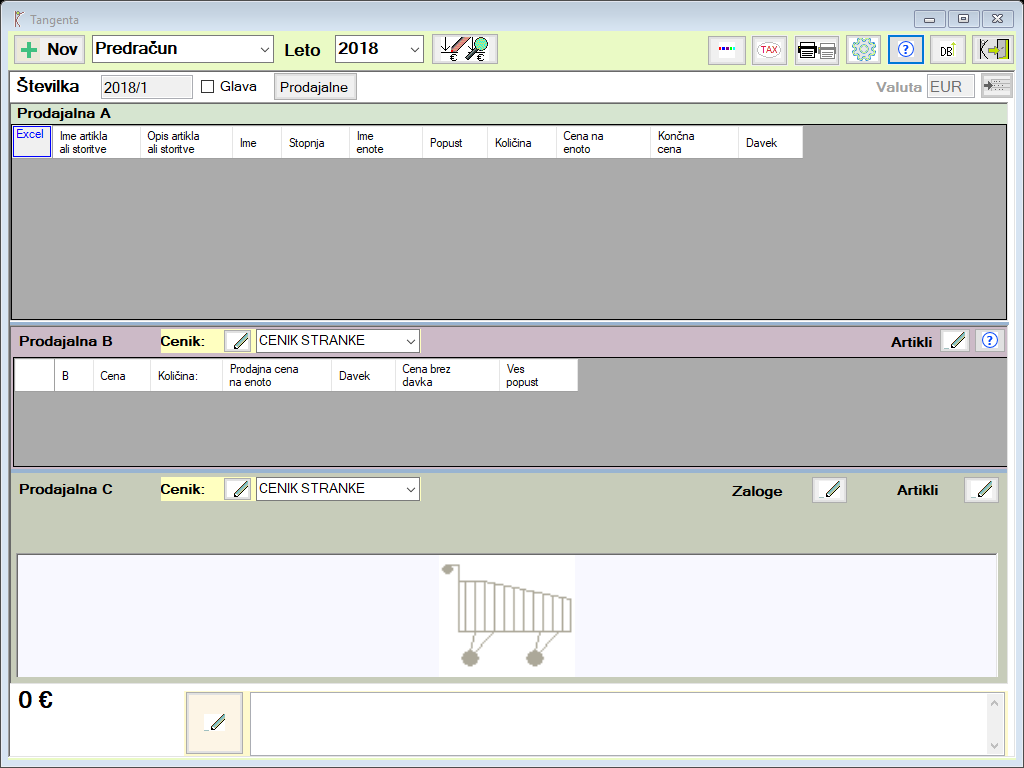 Tangenta
Nov Predračun Leto 2018 TAX DB
Številka 2018/1 Glava Prodajalne Valuta EUR
Prodajalna A
Excel Ime artikla ali storitve Opis artikla ali storitve Ime Stopnja Ime enote Popust Količina Cena na enoto Končna cena Davek
Prodajalna B Cenik: CENIK STRANKE Artikli ?
B Cena Količina: Prodajna cena na enoto Davek Cena brez davka Ves popust
Prodajalna C Cenik: CENIK STRANKE Zaloge Artikli
0 €